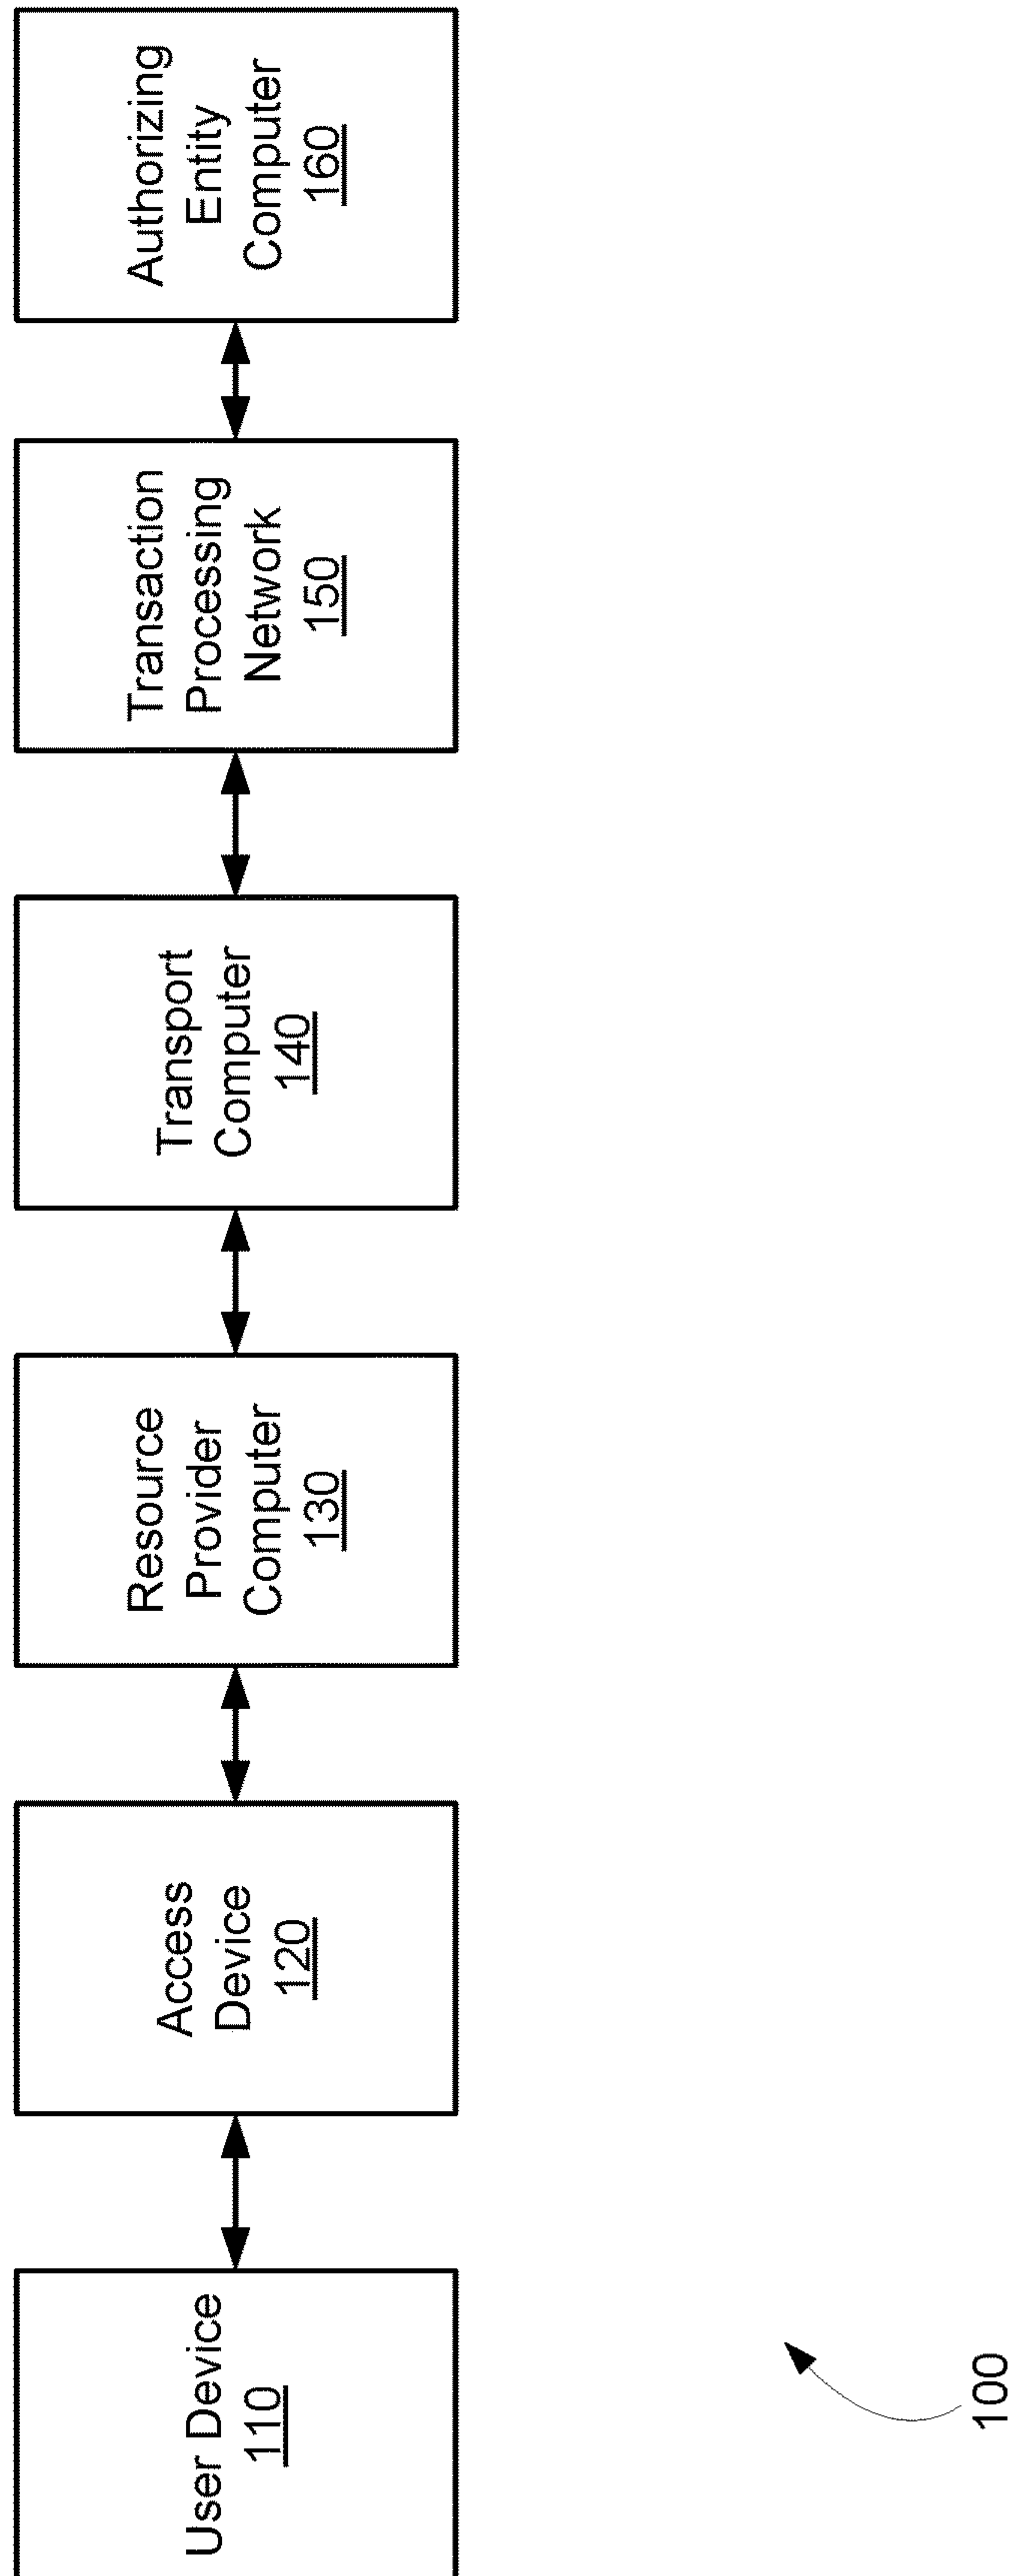 User Device
110
Access
Device
120
Resource
Provider
Computer
130
Transport
Computer
140
Transaction
Processing
Network
150
Authorizing
Entity
Computer
160
100